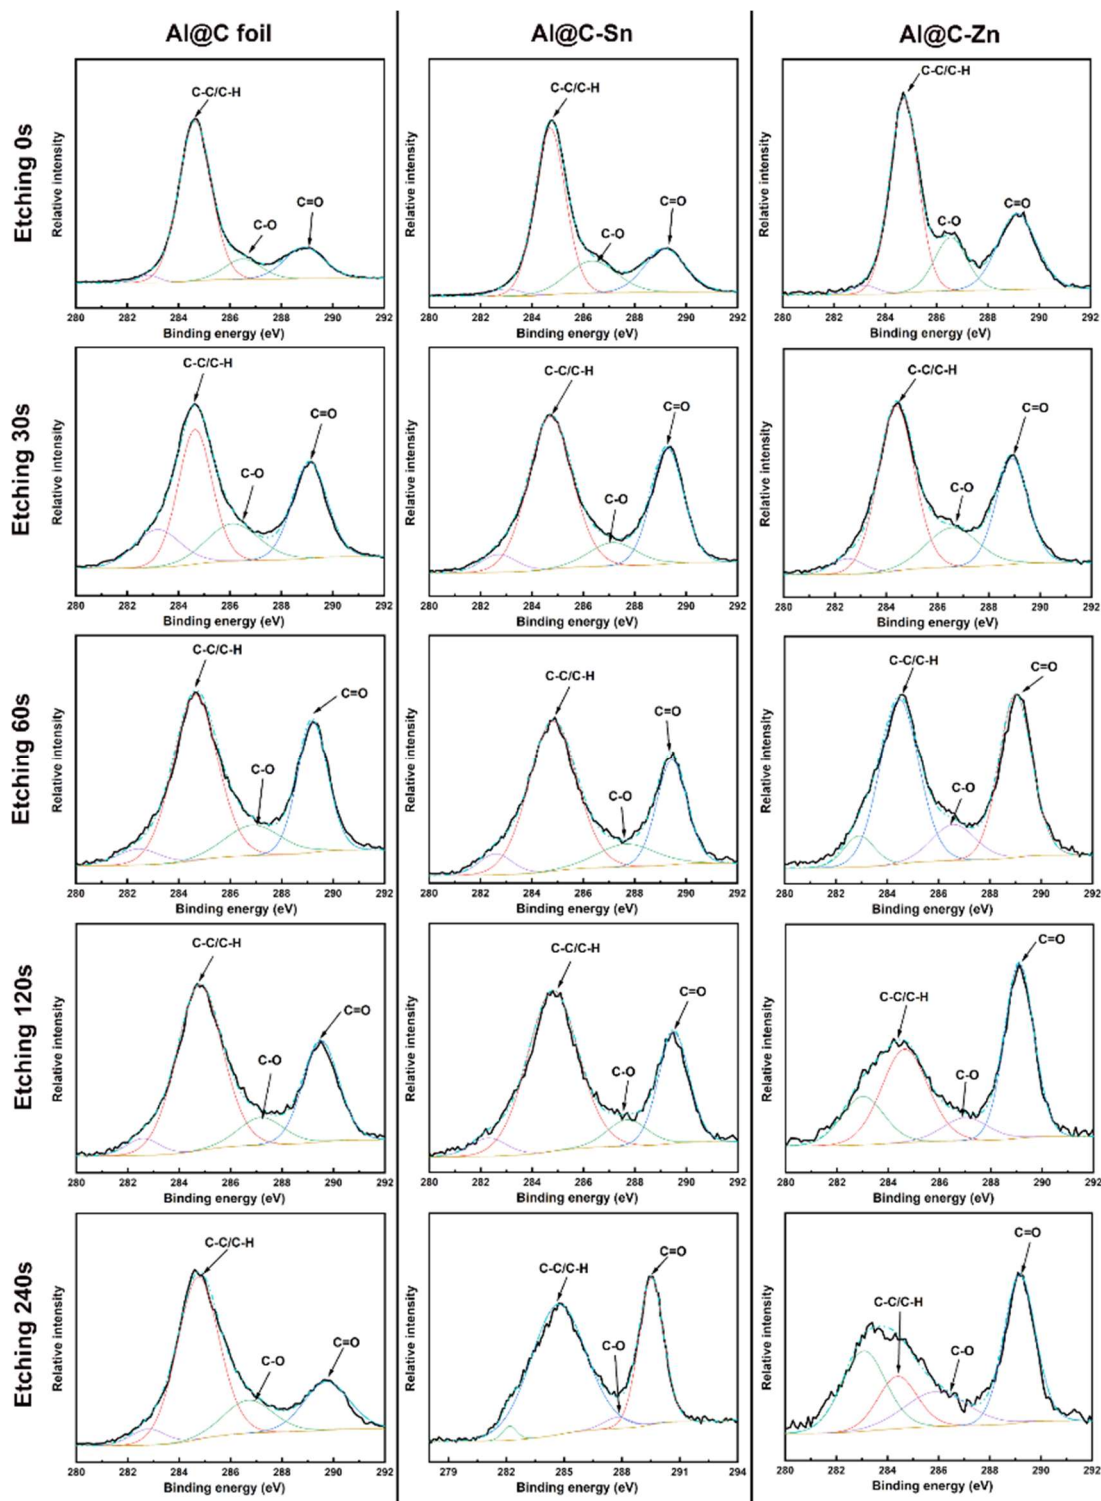 Al@C foil
Al@C-Sn
Al@C-Zn
Etching 0s
Relative intensity
C-C/C-H
C-O
C=O
280 282 284 286 288 290 292
Binding energy (eV)
Relative intensity
C-C/C-H
C-O
C=O
280 282 284 286 288 290 292
Binding energy (eV)
Relative intensity
C-C/C-H
C-O
C=O
280 282 284 286 288 290 292
Binding energy (eV)
Etching 30s
Relative intensity
C-C/C-H
C-O
C=O
280 282 284 286 288 290 292
Binding energy (eV)
Relative intensity
C-C/C-H
C-O
C=O
280 282 284 286 288 290 292
Binding energy (eV)
Relative intensity
C-C/C-H
C-O
C=O
280 282 284 286 288 290 292
Binding energy (eV)
Etching 60s
Relative intensity
C-C/C-H
C-O
C=O
280 282 284 286 288 290 292
Binding energy (eV)
Relative intensity
C-C/C-H
C-O
C=O
280 282 284 286 288 290 292
Binding energy (eV)
Relative intensity
C-C/C-H
C-O
C=O
280 282 284 286 288 290 292
Binding energy (eV)
Etching 120s
Relative intensity
C-C/C-H
C-O
C=O
280 282 284 286 288 290 292
Binding energy (eV)
Relative intensity
C-C/C-H
C-O
C=O
280 282 284 286 288 290 292
Binding energy (eV)
Relative intensity
C-C/C-H
C-O
C=O
280 282 284 286 288 290 292
Binding energy (eV)
Etching 240s
Relative intensity
C-C/C-H
C-O
C=O
280 282 284 286 288 290 292
Binding energy (eV)
Relative intensity
C-C/C-H
C-O
C=O
279 282 285 288 291 294
Binding energy (eV)
Relative intensity
C-C/C-H
C-O
C=O
280 282 284 286 288 290 292
Binding energy (eV)